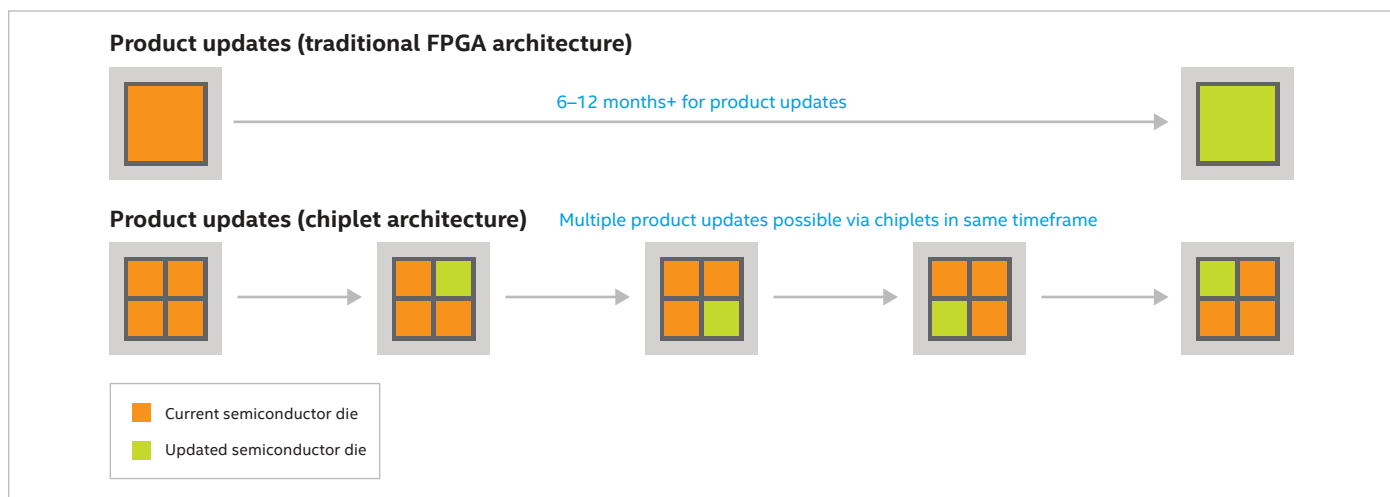 Product updates (traditional FPGA architecture)
6–12 months+ for product updates
Product updates (chiplet architecture)
Multiple product updates possible via chiplets in same timeframe
Current semiconductor die
Updated semiconductor die